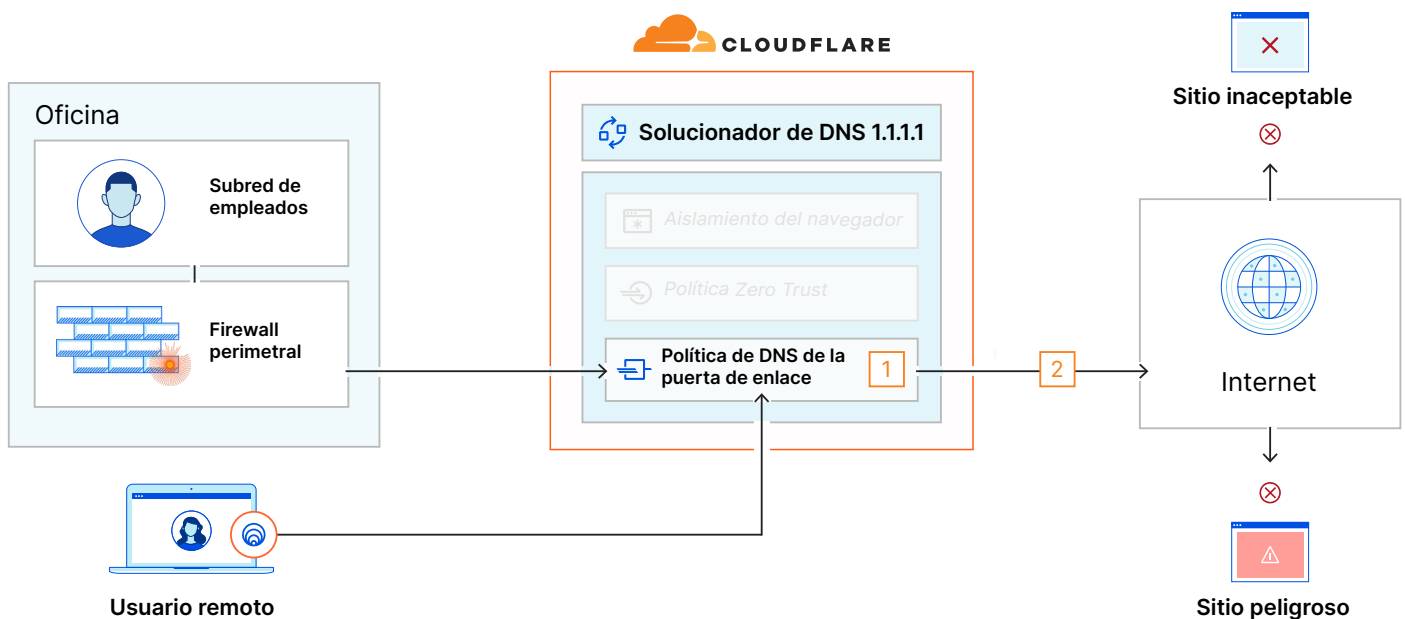 CLOUDFLARE
Oficina
Subred de
empleados
Firewall
perimetral
Solucionador de DNS 1.1.1.1
Aislamiento del navegador
Política Zero Trust
Política de DNS de la
puerta de enlace
1
2
Sitio inaceptable
Internet
Usuario remoto
Sitio peligroso